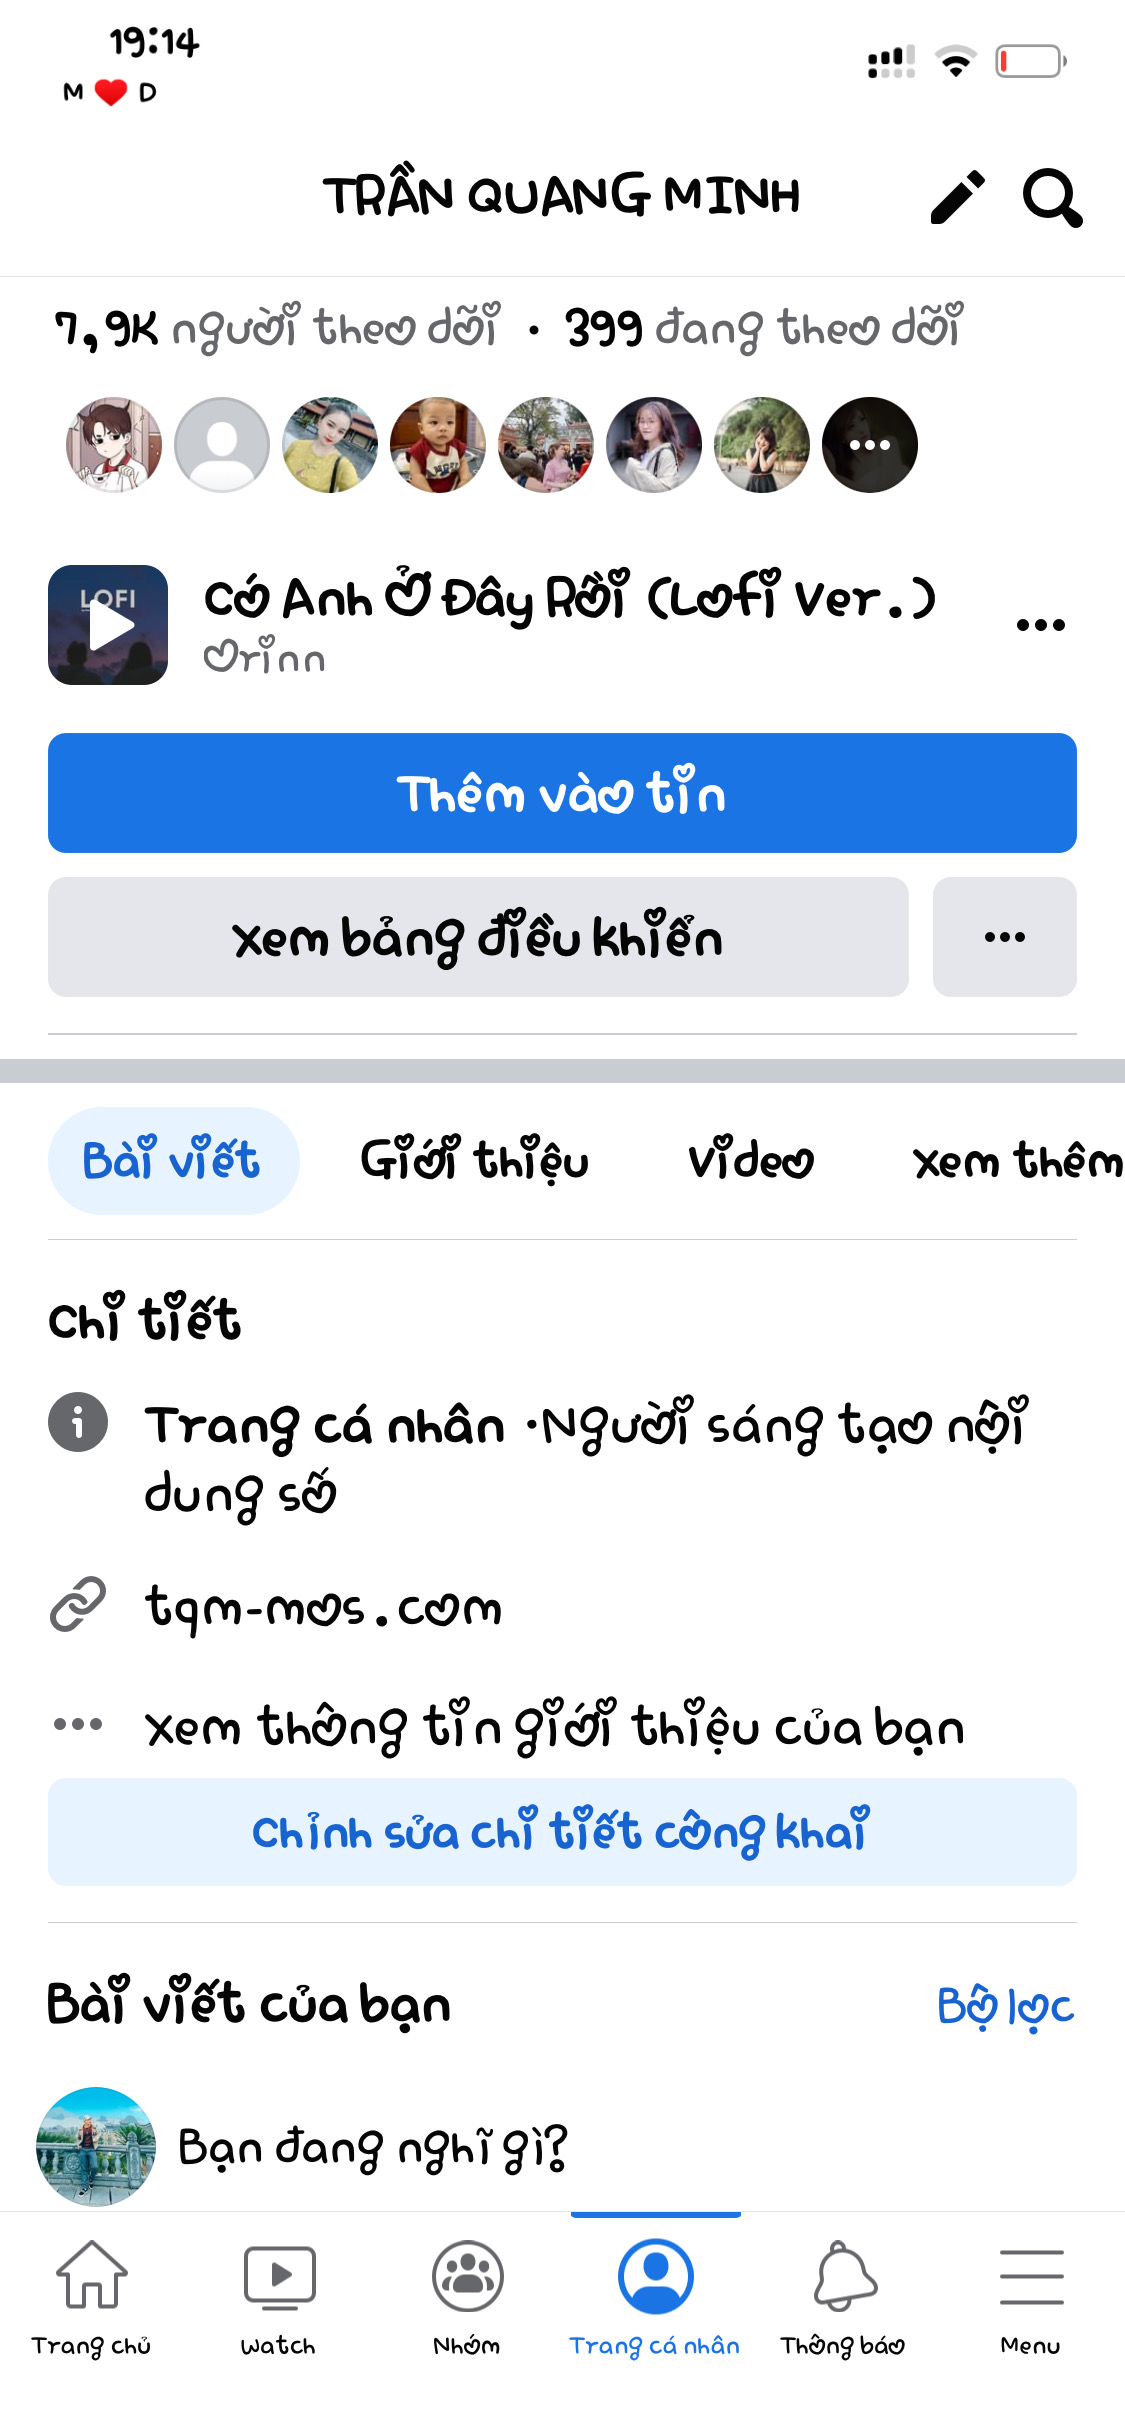 19:14
M ❤️ D
TRẦN QUANG MINH
7,9K người theo dõi · 399 đang theo dõi
LOFI
Có Anh Ở Đây Rồi (Lofi Ver.)
Orinn
Thêm vào tin
Xem bảng điều khiển
Bài viết Giới thiệu Video Xem thêm
Chi tiết
Trang cá nhân · Người sáng tạo nội
dung số
tqm-mos.com
Xem thông tin giới thiệu của bạn
Chỉnh sửa chi tiết công khai
Bài viết của bạn Bộ lọc
Bạn đang nghĩ gì?
Trang chủ Watch Nhóm Trang cá nhân Thông báo Menu